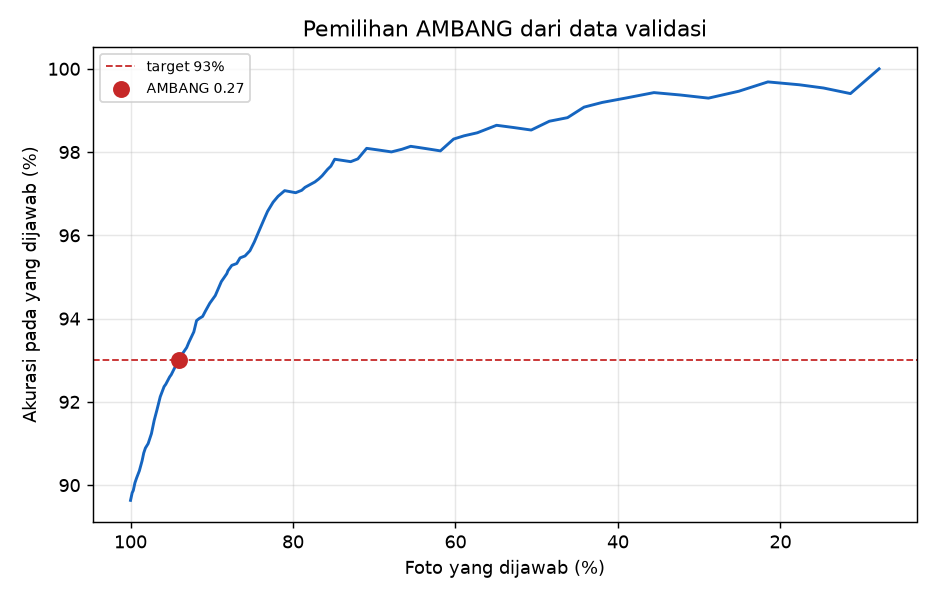 Pemilihan AMBANG dari data validasi
target 93%
AMBANG 0.27
Akurasi pada yang dijawab (%)
100
98
96
94
92
90
100 80 60 40 20
Foto yang dijawab (%)